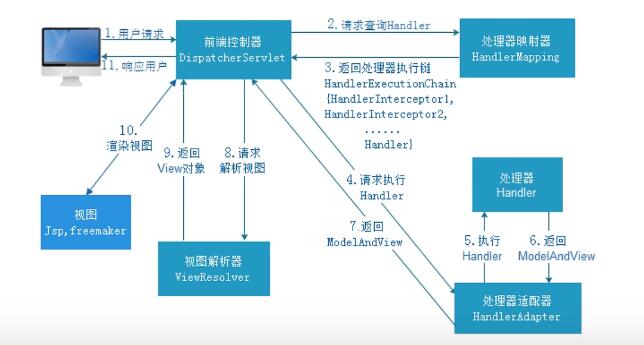 1.用户请求
11.响应用户
前端控制器
DispatcherServlet
2.请求查询Handler
处理器映射器
HandlerMapping
3.返回处理器执行链
HandlerExecutionChain
{HandlerInterceptor1,
HandlerInterceptor2,
......
Handler}
10.
渲染视图
9.返回
View对象
8.请求
解析视图
4.请求执行
Handler
7.返回
ModelAndView
处理器
Handler
视图
Jsp,freemaker
视图解析器
ViewResolver
5.执行
Handler
6.返回
ModelAndView
处理器适配器
HandlerAdapter